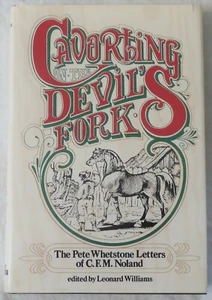 CAVORTING
ON THE
DEVIL'S
FORK
The Pete Whetstone Letters
of C. F. M. Noland
edited by Leonard Williams